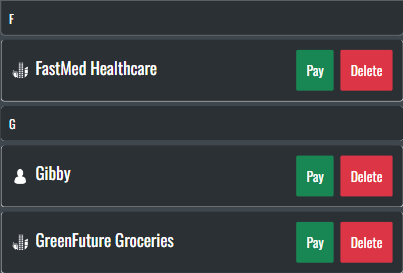 F
FastMed Healthcare Pay Delete
G
Gibby Pay Delete
GreenFuture Groceries Pay Delete